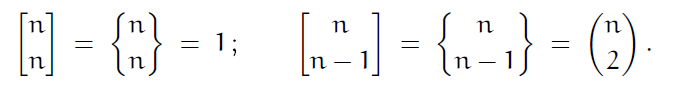 [n n] = {n n} = 1; [n n − 1] = {n n − 1} = (n 2).